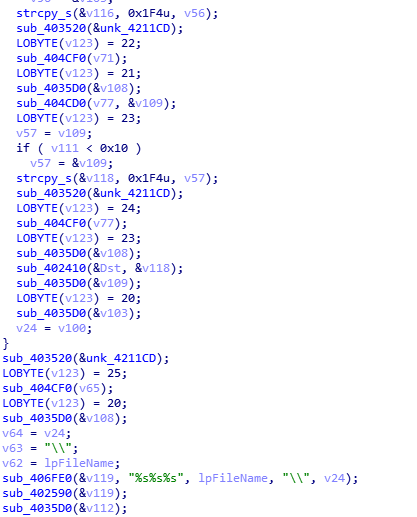 strcpy_s(&v116, 0x1F4u, v56);
sub_403520(&unk_4211CD);
LOBYTE(v123) = 22;
sub_404CF0(v71);
LOBYTE(v123) = 21;
sub_4035D0(&v108);
sub_404CD0(v77, &v109);
LOBYTE(v123) = 23;
v57 = v109;
if ( v111 < 0x10 )
v57 = &v109;
strcpy_s(&v118, 0x1F4u, v57);
sub_403520(&unk_4211CD);
LOBYTE(v123) = 24;
sub_404CF0(v77);
LOBYTE(v123) = 23;
sub_4035D0(&v108);
sub_402410(&Dst, &v118);
sub_4035D0(&v109);
LOBYTE(v123) = 20;
sub_4035D0(&v103);
v24 = v100;
}
sub_403520(&unk_4211CD);
LOBYTE(v123) = 25;
sub_404CF0(v65);
LOBYTE(v123) = 20;
sub_4035D0(&v108);
v64 = v24;
v63 = "\\";
v62 = lpFileName;
sub_406FE0(&v119, "%s%s%s", lpFileName, "\\", v24);
sub_402590(&v119);
sub_4035D0(&v112);